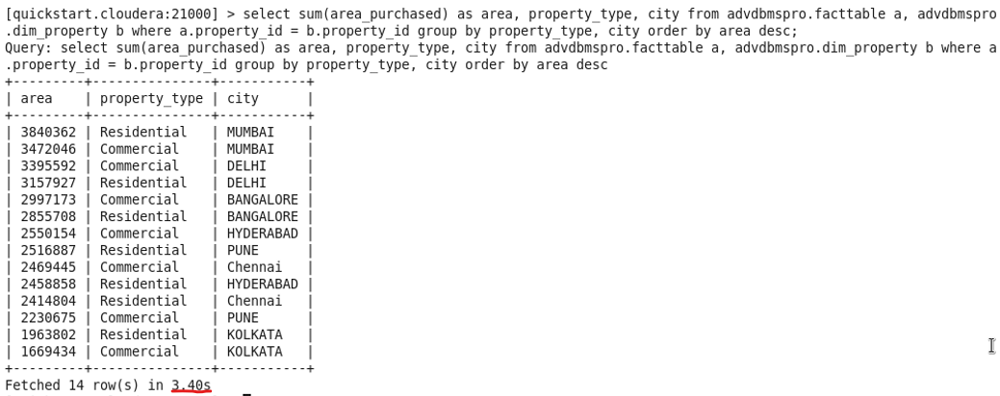 [quickstart.cloudera:21000] > select sum(area_purchased) as area, property_type, city from advdbmspro.facttable a, advdbmspro
.dim_property b where a.property_id = b.property_id group by property_type, city order by area desc;
Query: select sum(area_purchased) as area, property_type, city from advdbmspro.facttable a, advdbmspro.dim_property b where a
.property_id = b.property_id group by property_type, city order by area desc
+---------+---------------+-----------+
| area    | property_type | city      |
+---------+---------------+-----------+
| 3840362 | Residential   | MUMBAI    |
| 3472046 | Commercial    | MUMBAI    |
| 3395592 | Commercial    | DELHI     |
| 3157927 | Residential   | DELHI     |
| 2997173 | Commercial    | BANGALORE |
| 2855708 | Residential   | BANGALORE |
| 2550154 | Commercial    | HYDERABAD |
| 2516887 | Residential   | PUNE      |
| 2469445 | Commercial    | Chennai   |
| 2458858 | Residential   | HYDERABAD |
| 2414804 | Residential   | Chennai   |
| 2230675 | Commercial    | PUNE      |
| 1963802 | Residential   | KOLKATA   |
| 1669434 | Commercial    | KOLKATA   |
+---------+---------------+-----------+
Fetched 14 row(s) in 3.40s